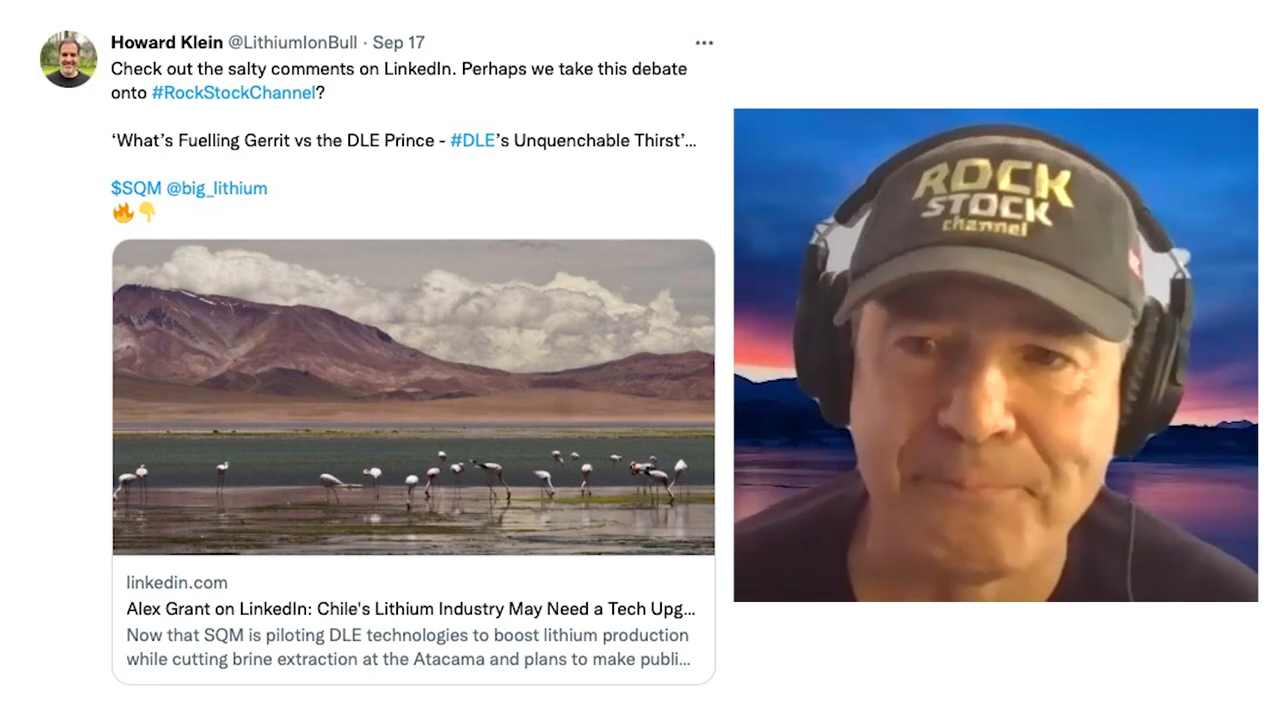 Howard Klein @LithiumIonBull · Sep 17
Check out the salty comments on LinkedIn. Perhaps we take this debate
onto #RockStockChannel?
‘What’s Fuelling Gerrit vs the DLE Prince - #DLE’s Unquenchable Thirst’...
$SQM @big_lithium
🔥👇
linkedin.com
Alex Grant on LinkedIn: Chile's Lithium Industry May Need a Tech Upg...
Now that SQM is piloting DLE technologies to boost lithium production
while cutting brine extraction at the Atacama and plans to make publi...
ROCK
STOCK
channel